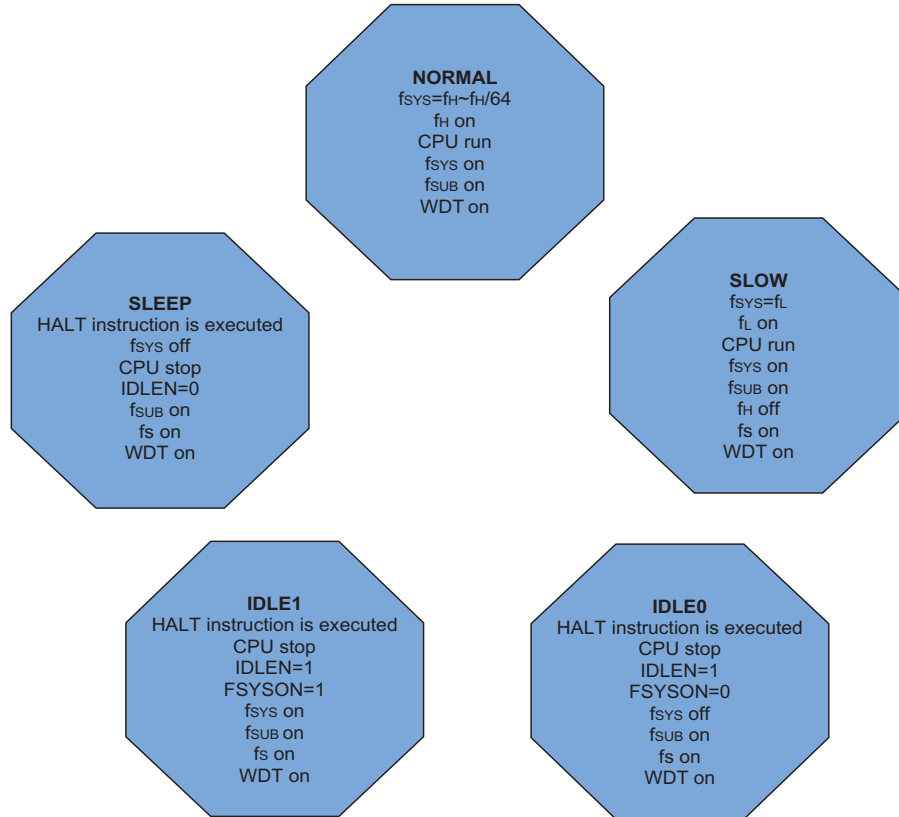 NORMAL
fSYS=fH~fH/64
fH on
CPU run
fSYS on
fSUB on
WDT on
SLEEP
HALT instruction is executed
fSYS off
CPU stop
IDLEN=0
fSUB on
fs on
WDT on
SLOW
fSYS=fL
fL on
CPU run
fSYS on
fSUB on
fH off
fs on
WDT on
IDLE1
HALT instruction is executed
CPU stop
IDLEN=1
FSYSON=1
fSYS on
fSUB on
fS on
WDT on
IDLE0
HALT instruction is executed
CPU stop
IDLEN=1
FSYSON=0
fSYS off
fSUB on
fs on
WDT on